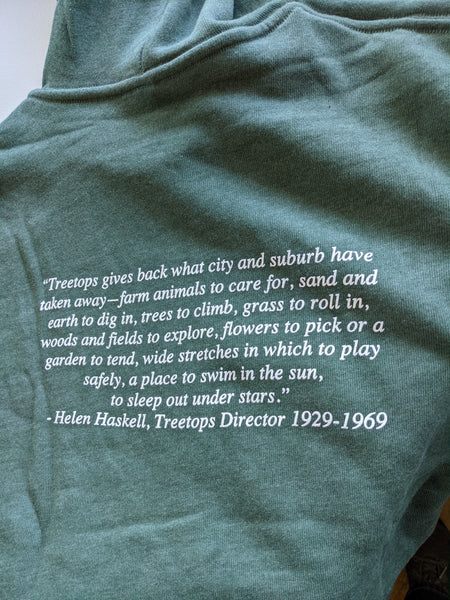 “Treetops gives back what city and suburb have
taken away—farm animals to care for, sand and
earth to dig in, trees to climb, grass to roll in,
woods and fields to explore, flowers to pick or a
garden to tend, wide stretches in which to play
safely, a place to swim in the sun,
to sleep out under stars.”
- Helen Haskell, Treetops Director 1929-1969